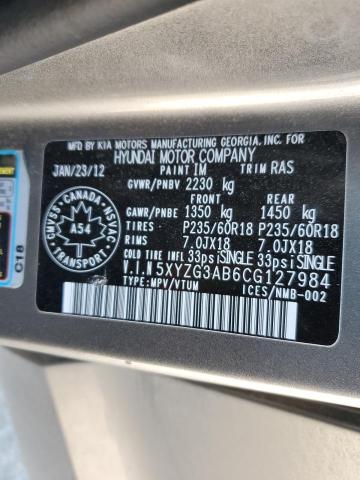 MFD BY KIA MOTORS MANUFACTURING GEORGIA, INC. FOR
HYUNDAI MOTOR COMPANY
JAN/23/12 PAINT IM TRIM RAS
GVWR/PNBV 2230 kg
FRONT REAR
GAWR/PNBE 1350 kg 1450 kg
TIRES P235/60R18 P235/60R18
RIMS 7.0JX18 7.0JX18
COLD TIRE INFL 33psiSINGLE 33psiSINGLE
V.I.N 5XYZG3AB6CG127984
TYPE:MPV/VTUM ICES/NMB-002
CANADA
CMVSS NSVAC
A54
TRANSPORT
C18